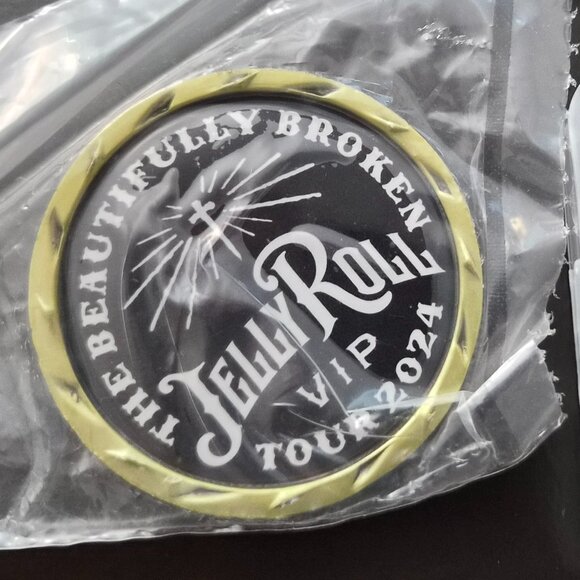 THE BEAUTIFULLY BROKEN
JELLY ROLL
VIP
TOUR 2024